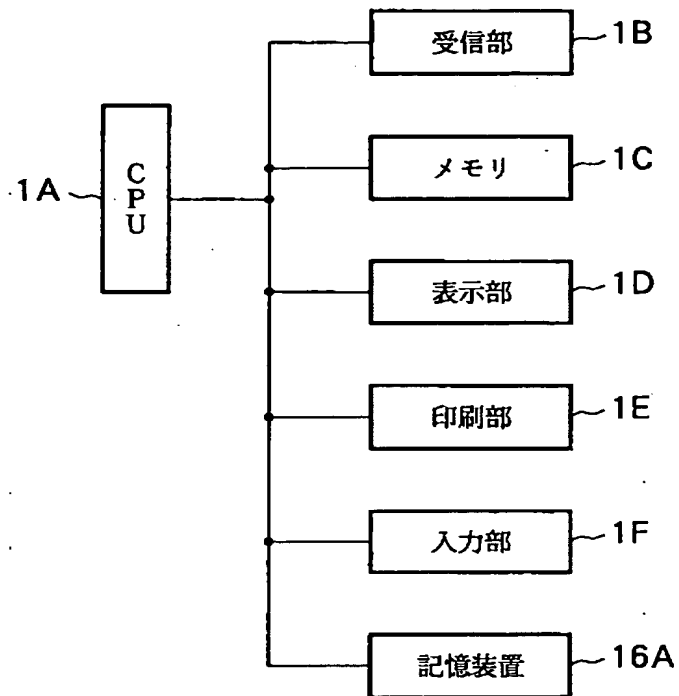 受信部 1B
1A CPU
メモリ 1C
表示部 1D
印刷部 1E
入力部 1F
記憶装置 16A